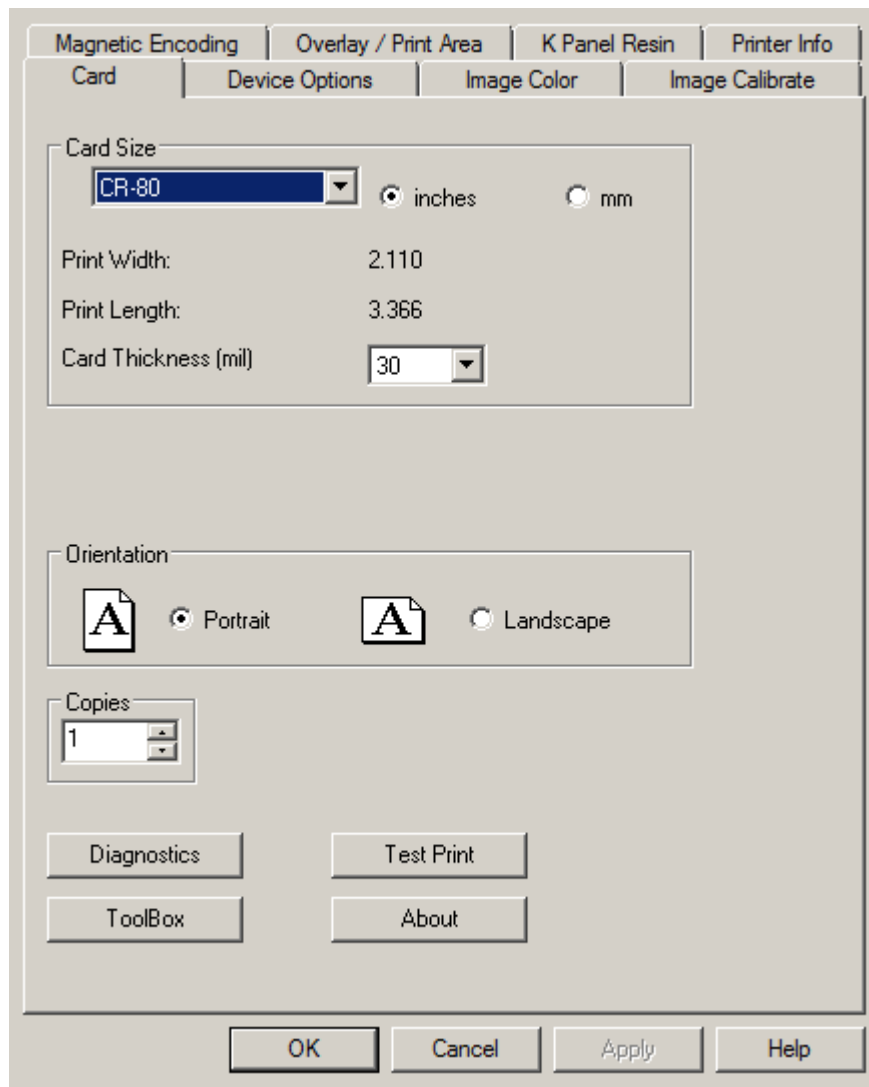 Magnetic Encoding Overlay / Print Area K Panel Resin Printer Info
Card Device Options Image Color Image Calibrate
Card Size
CR-80 inches mm
Print Width: 2.110
Print Length: 3.366
Card Thickness (mil) 30
Orientation
A Portrait A Landscape
Copies
1
Diagnostics Test Print
ToolBox About
OK Cancel Apply Help